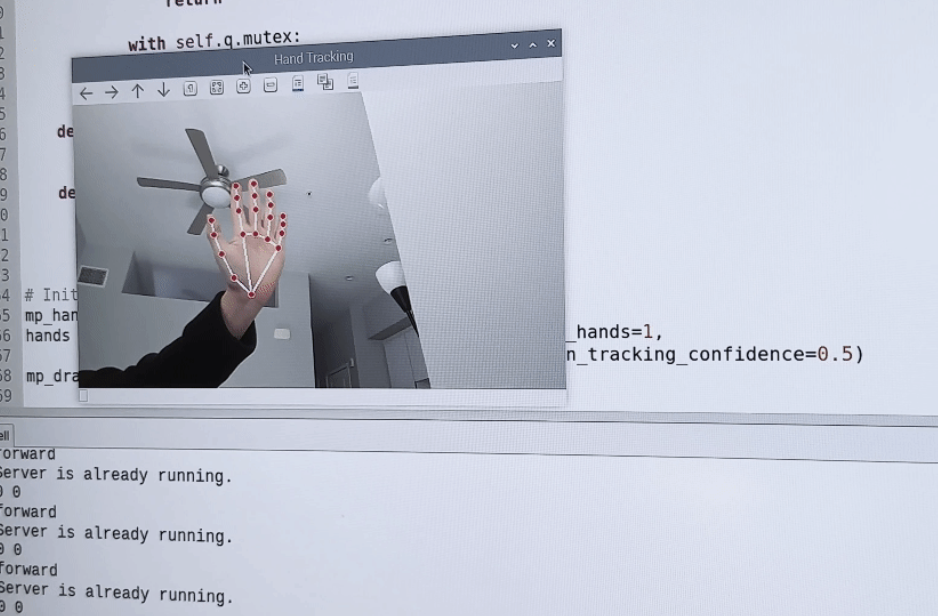 return
with self.q.mutex:
Hand Tracking
de
de
# Init
mp_han
hands
_hands=1,
n_tracking_confidence=0.5)
mp_dra
ell
forward
Server is already running.
0 0
forward
Server is already running.
0 0
forward
Server is already running.
0 0